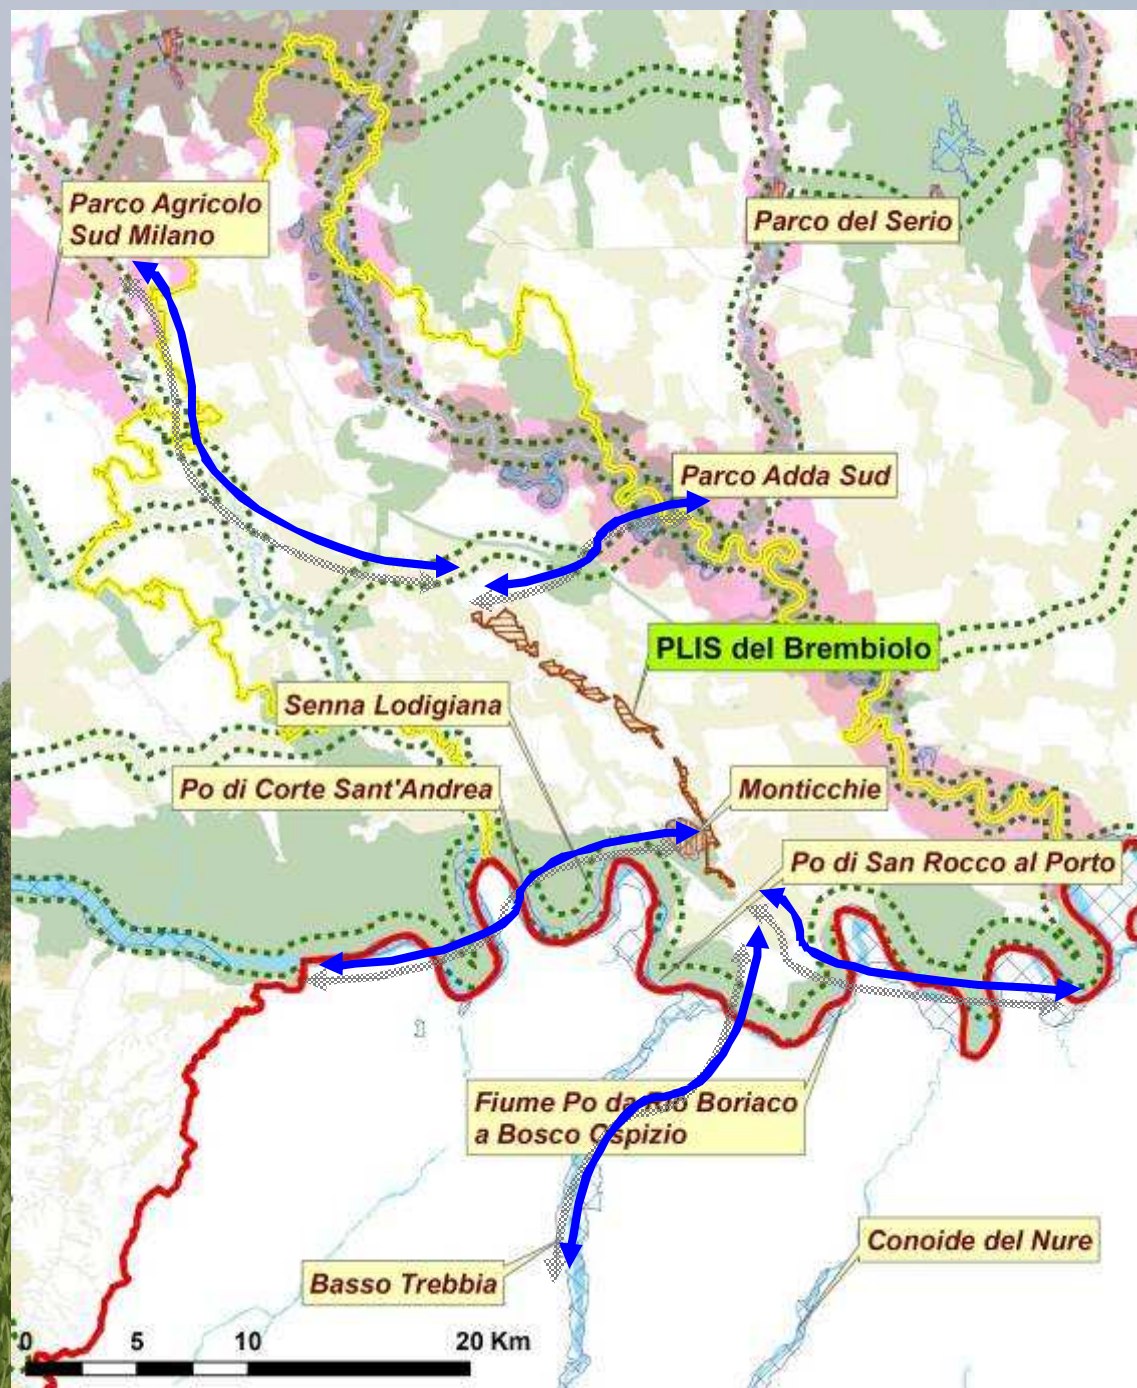 Parco Agricolo
Sud Milano
Parco del Serio
Parco Adda Sud
PLIS del Brembiolo
Senna Lodigiana
Po di Corte Sant'Andrea
Monticchie
Po di San Rocco al Porto
Fiume Po da Rio Boriaco
a Bosco Ospizio
Conoide del Nure
Basso Trebbia
0 5 10 20 Km